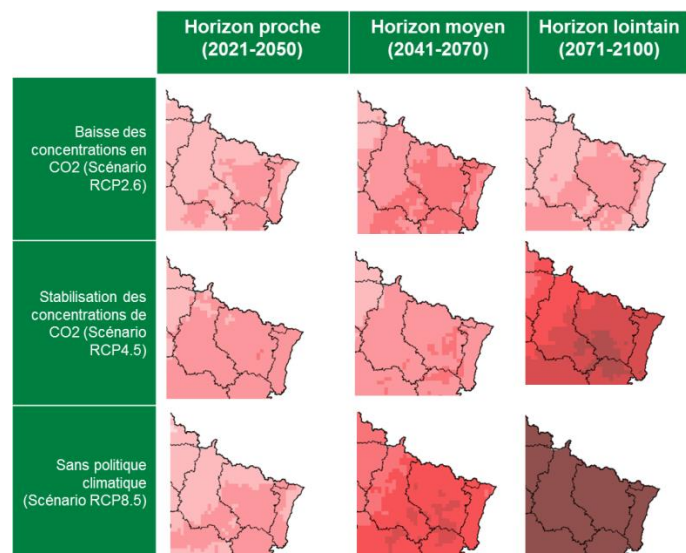 Horizon proche
(2021-2050)
Horizon moyen
(2041-2070)
Horizon lointain
(2071-2100)
Baisse des
concentrations en
CO2 (Scénario
RCP2.6)
Stabilisation des
concentrations de
CO2 (Scénario
RCP4.5)
Sans politique
climatique
(Scénario RCP8.5)